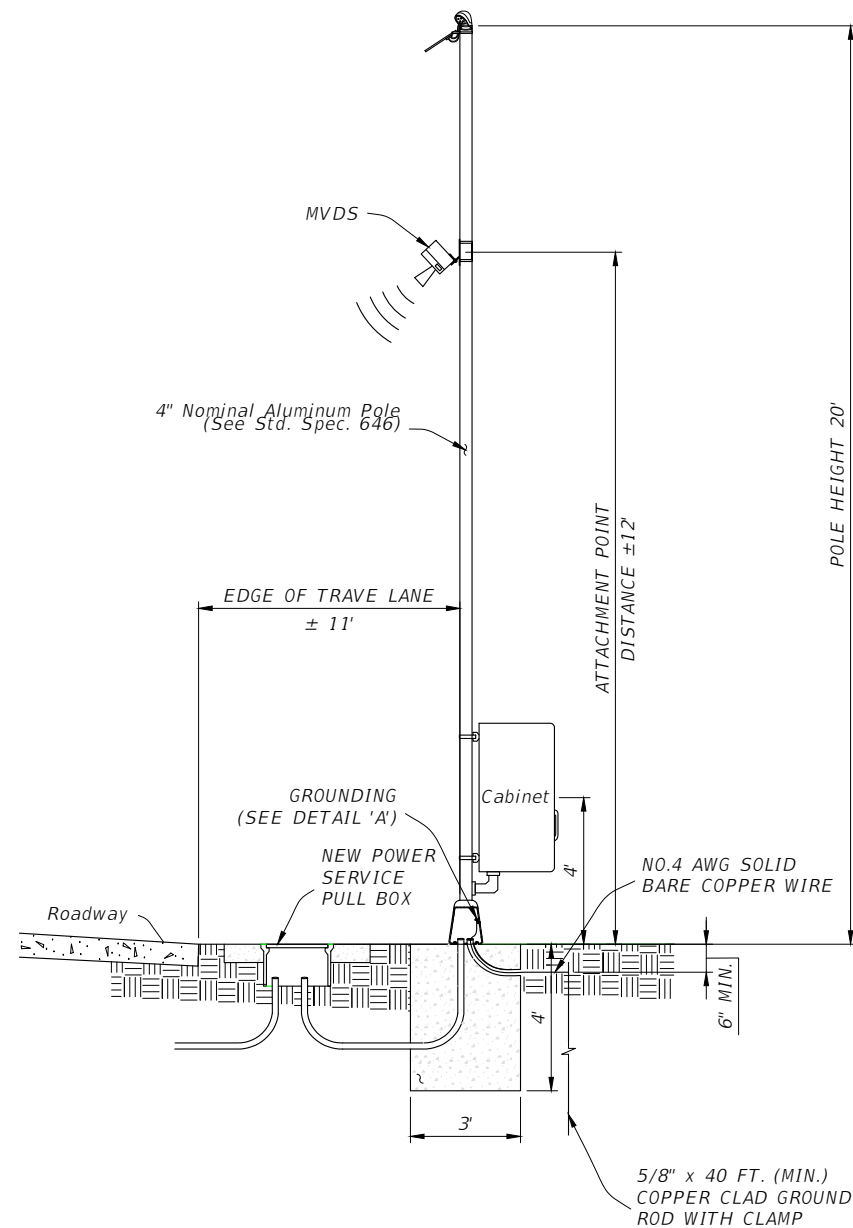 MVDS
4" Nominal Aluminum Pole
(See Std. Spec. 646)
POLE HEIGHT 20'
ATTACHMENT POINT
DISTANCE ±12'
EDGE OF TRAVE LANE
± 11'
Cabinet
GROUNDING
(SEE DETAIL 'A')
4'
NEW POWER
SERVICE
PULL BOX
NO.4 AWG SOLID
BARE COPPER WIRE
Roadway
6" MIN.
4'
3'
5/8" x 40 FT. (MIN.)
COPPER CLAD GROUND
ROD WITH CLAMP